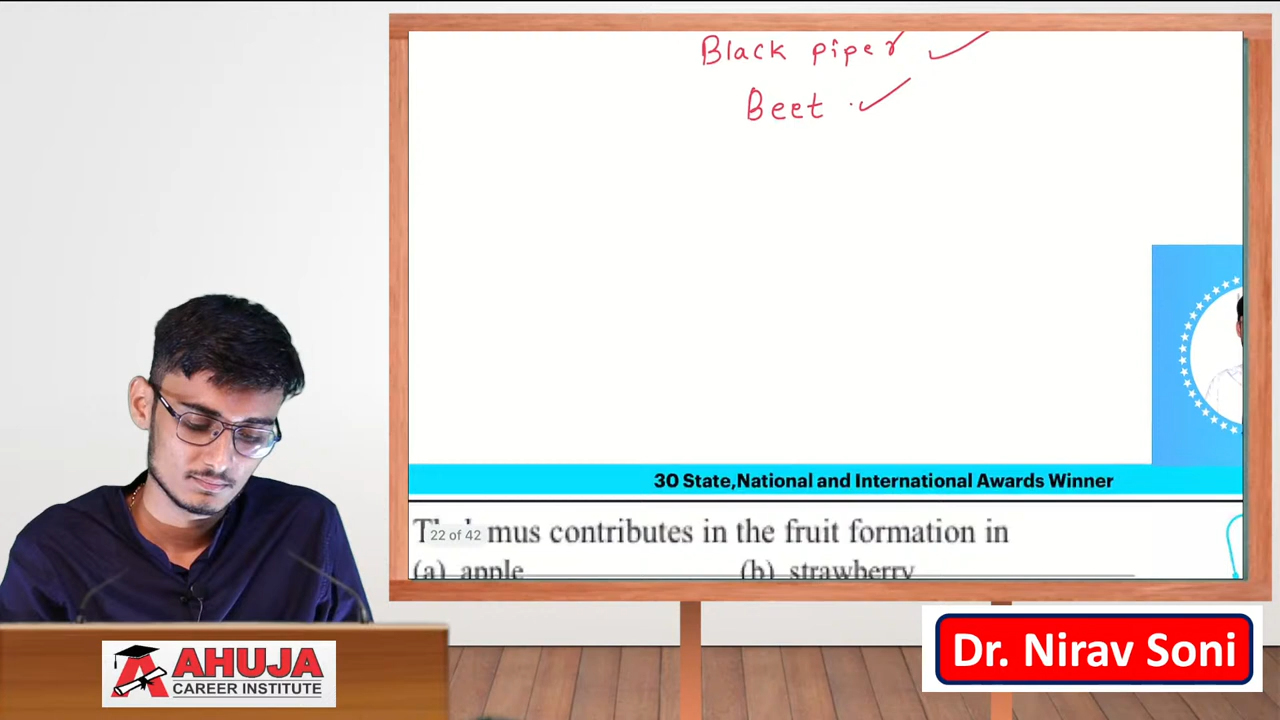 Black piper
Beet
30 State,National and International Awards Winner
22 of 42
mus contributes in the fruit formation in
(a) apple
(b) strawberry
AHUJA
CAREER INSTITUTE
Dr. Nirav Soni